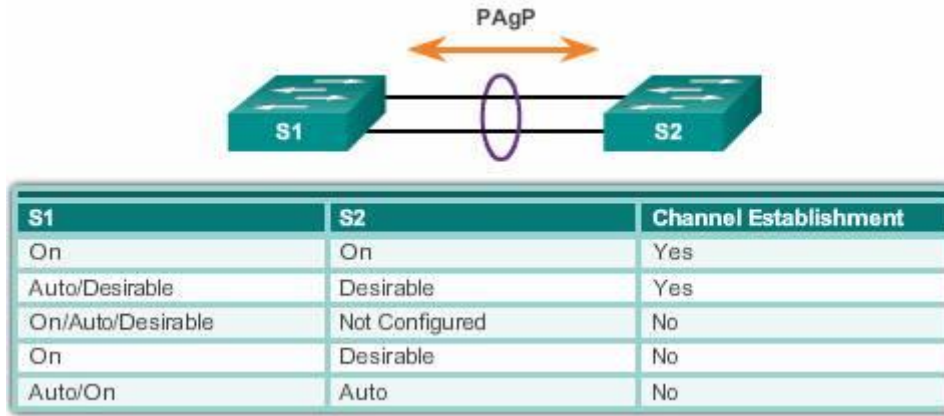 PAgP
S1 S2
S1 S2 Channel Establishment
On On Yes
Auto/Desirable Desirable Yes
On/Auto/Desirable Not Configured No
On Desirable No
Auto/On Auto No